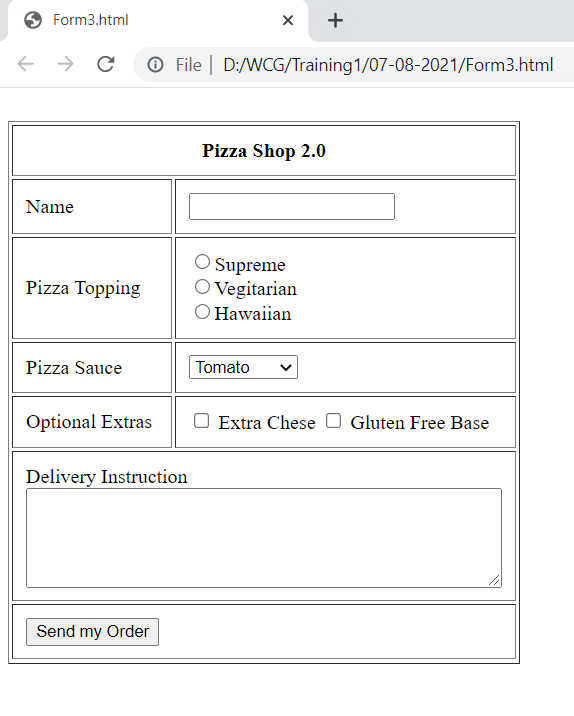 Form3.html
File | D:/WCG/Training1/07-08-2021/Form3.html
Pizza Shop 2.0
Name
Pizza Topping
Supreme
Vegitarian
Hawaiian
Pizza Sauce Tomato
Optional Extras Extra Chese Gluten Free Base
Delivery Instruction
Send my Order